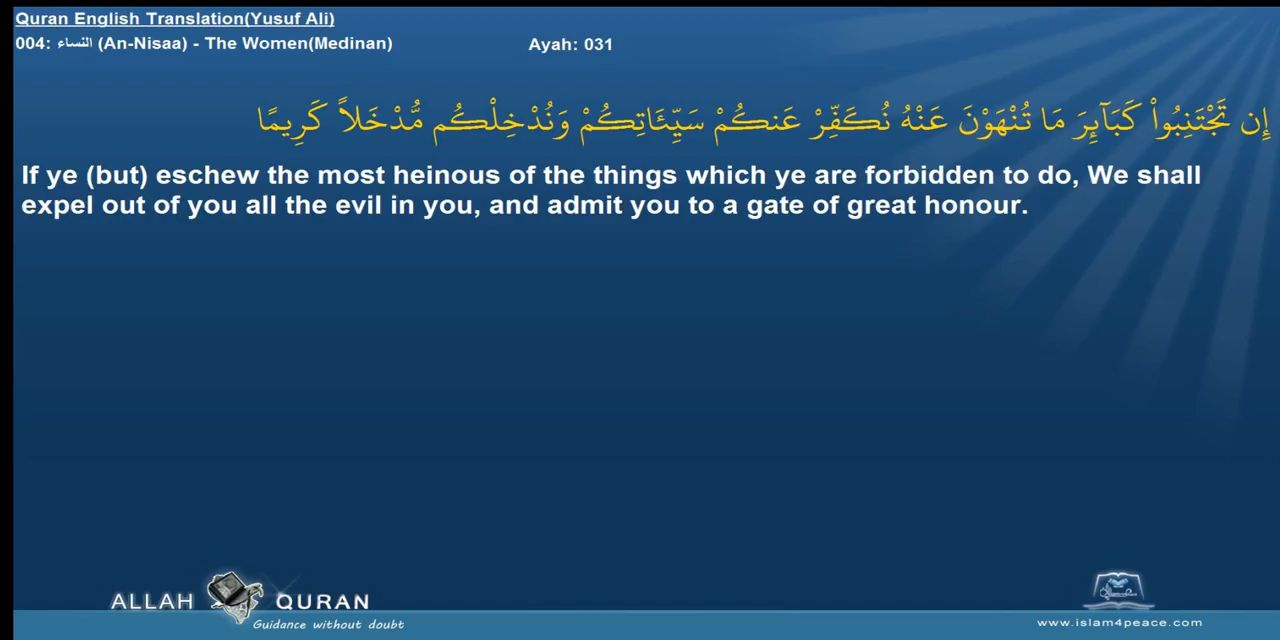 Quran English Translation(Yusuf Ali)
004: النساء (An-Nisaa) - The Women(Medinan) Ayah: 031
إِن تَجْتَنِبُواْ كَبَآئِرَ مَا تُنْهَوْنَ عَنْهُ نُكَفِّرْ عَنكُمْ سَيِّئَاتِكُمْ وَنُدْخِلْكُم مُّدْخَلاً كَرِيمًا
If ye (but) eschew the most heinous of the things which ye are forbidden to do, We shall
expel out of you all the evil in you, and admit you to a gate of great honour.
ALLAH QURAN
Guidance without doubt
www.islam4peace.com